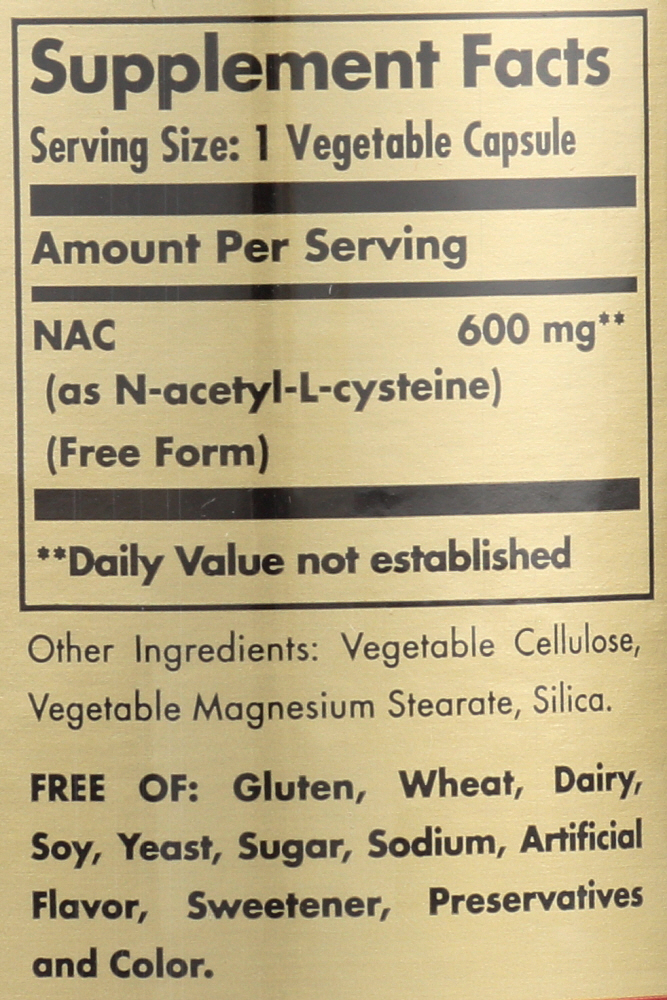 Supplement Facts
Serving Size: 1 Vegetable Capsule
Amount Per Serving
NAC 600 mg**
(as N-acetyl-L-cysteine)
(Free Form)
**Daily Value not established
Other Ingredients: Vegetable Cellulose,
Vegetable Magnesium Stearate, Silica.
FREE OF: Gluten, Wheat, Dairy,
Soy, Yeast, Sugar, Sodium, Artificial
Flavor, Sweetener, Preservatives
and Color.